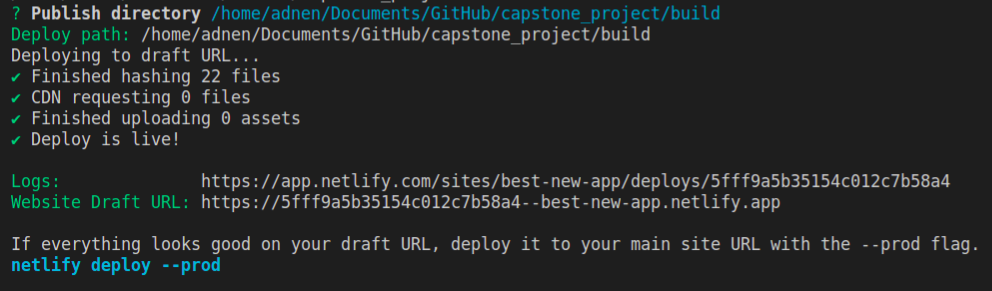 ? Publish directory /home/adnen/Documents/GitHub/capstone_project/build
Deploy path: /home/adnen/Documents/GitHub/capstone_project/build
Deploying to draft URL...
✔ Finished hashing 22 files
✔ CDN requesting 0 files
✔ Finished uploading 0 assets
✔ Deploy is live!
Logs: https://app.netlify.com/sites/best-new-app/deploys/5fff9a5b35154c012c7b58a4
Website Draft URL: https://5fff9a5b35154c012c7b58a4--best-new-app.netlify.app
If everything looks good on your draft URL, deploy it to your main site URL with the --prod flag.
netlify deploy --prod